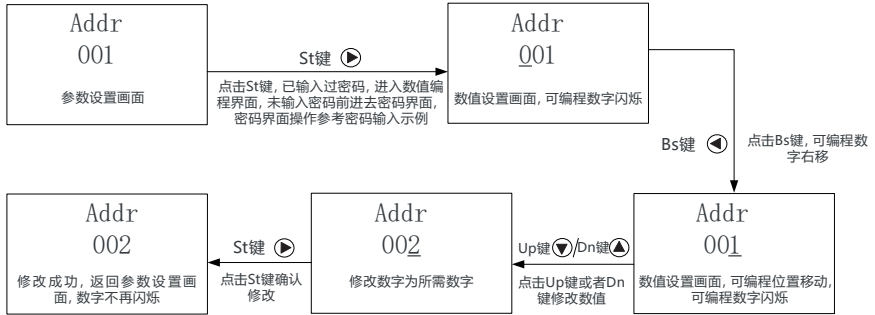 Addr
001
参数设置画面
St键
点击St键, 已输入过密码, 进入数值编
程界面, 未输入密码前进去密码界面,
密码界面操作参考密码输入示例
Addr
001
数值设置画面, 可编程数字闪烁
Bs键
点击Bs键, 可编程数
字右移
Addr
001
数值设置画面, 可编程位置移动,
可编程数字闪烁
Up键/Dn键
点击Up键或者Dn
键修改数值
Addr
002
修改数字为所需数字
St键
点击St键确认
修改
Addr
002
修改成功, 返回参数设置画
面, 数字不再闪烁